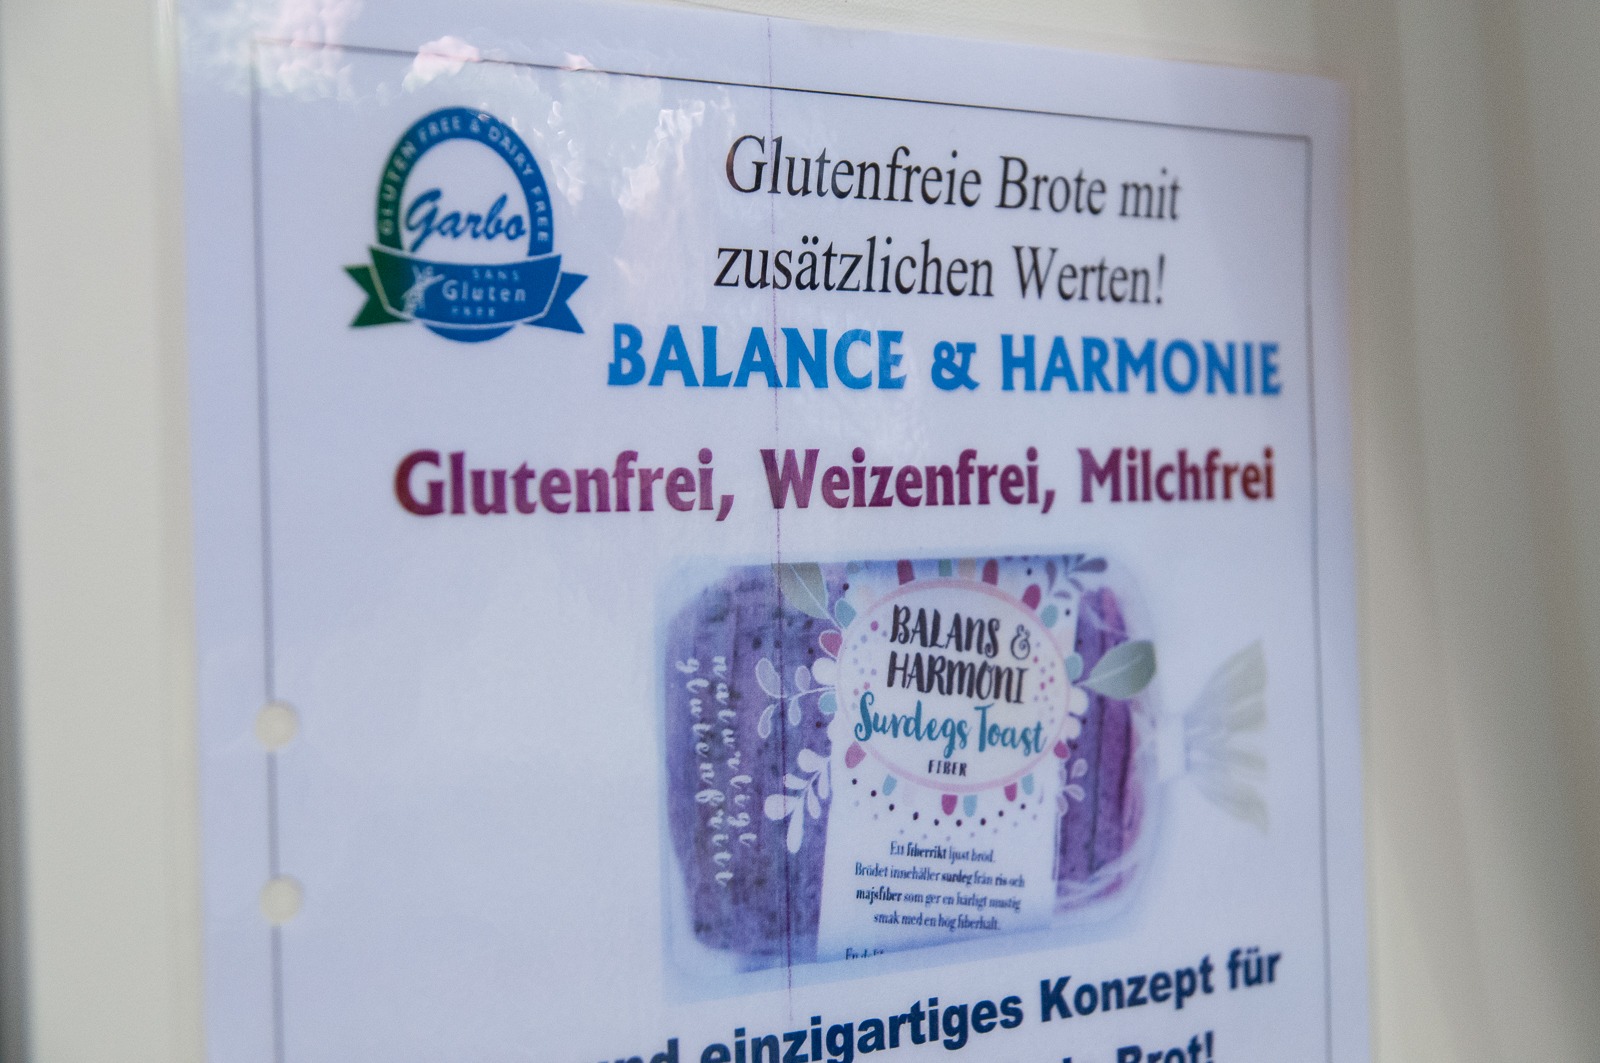 GLUTEN FREE & DAIRY FREE
Garbo
SANS
Gluten
FREE
Glutenfreie Brote mit
zusätzlichen Werten!
BALANCE & HARMONIE
Glutenfrei, Weizenfrei, Milchfrei
BALANS &
HARMONI
Surdegs Toast
FIBER
naturligt
glutenfritt
Ett fiberrikt ljust bröd.
Brödet innehåller surdeg från ris och
majsfiber som ger en härligt mustig
smak med en hög fiberhalt.
einzigartiges Konzept für
Brot!